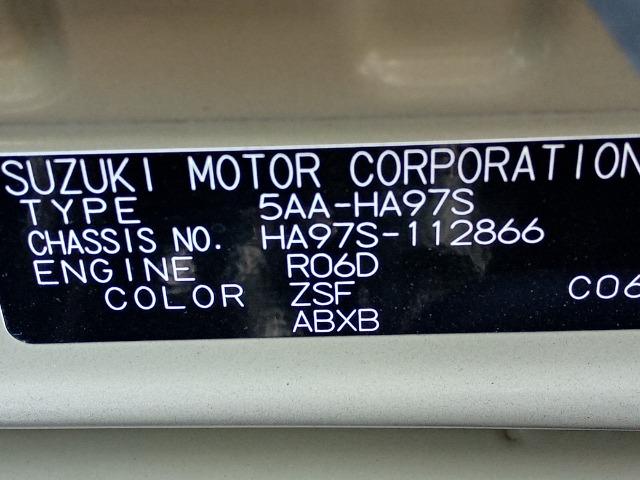 SUZUKI MOTOR CORPORATION
TYPE 5AA-HA97S
CHASSIS NO. HA97S-112866
ENGINE R06D
COLOR ZSF C06
ABXB